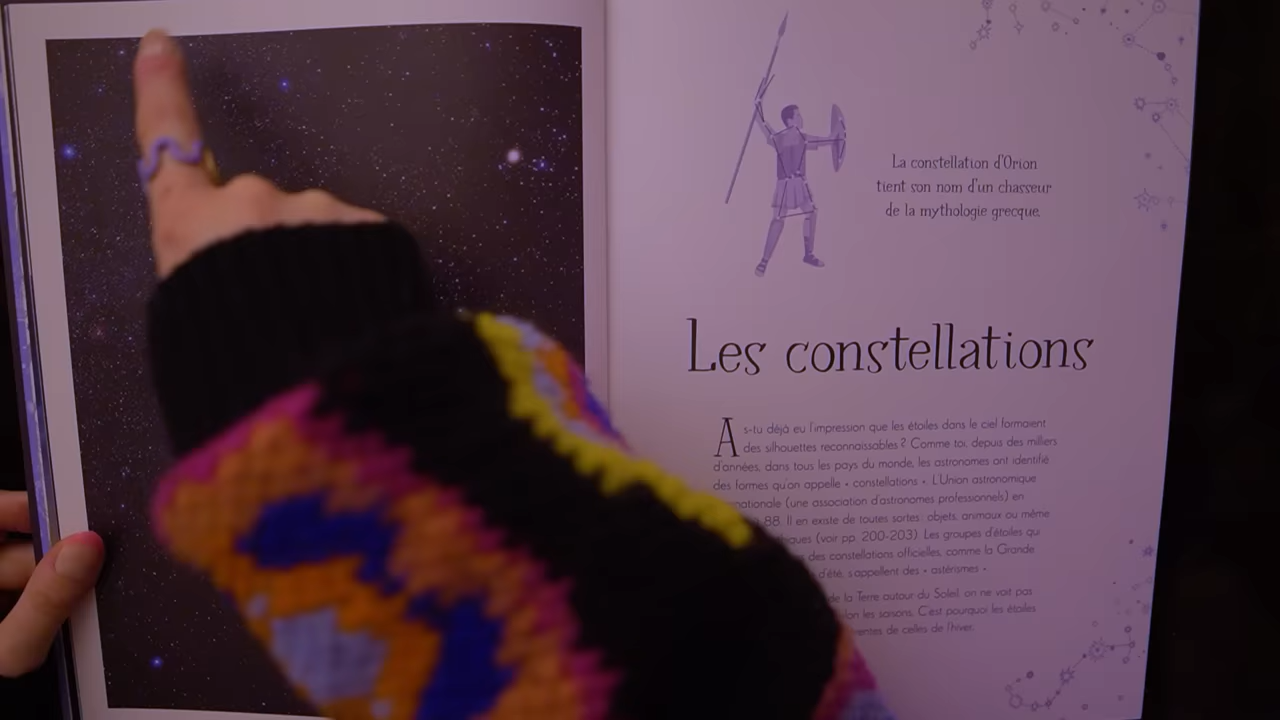 La constellation d'Orion
tient son nom d'un chasseur
de la mythologie grecque.
Les constellations
As-tu déjà eu l'impression que les étoiles dans le ciel formaient
des silhouettes reconnaissables ? Comme toi, depuis des milliers
d'années, dans tous les pays du monde, les astronomes ont identifié
des formes qu'on appelle « constellations ». L'Union astronomique
nationale (une association d'astronomes professionnels) en
88. Il en existe de toutes sortes : objets, animaux ou même
(voir pp. 200-203). Les groupes d'étoiles qui
des constellations officielles, comme la Grande
d'été, s'appellent des « astérismes ».
de la Terre autour du Soleil, on ne voit pas
les saisons. C'est pourquoi les étoiles
de celles de l'hiver.